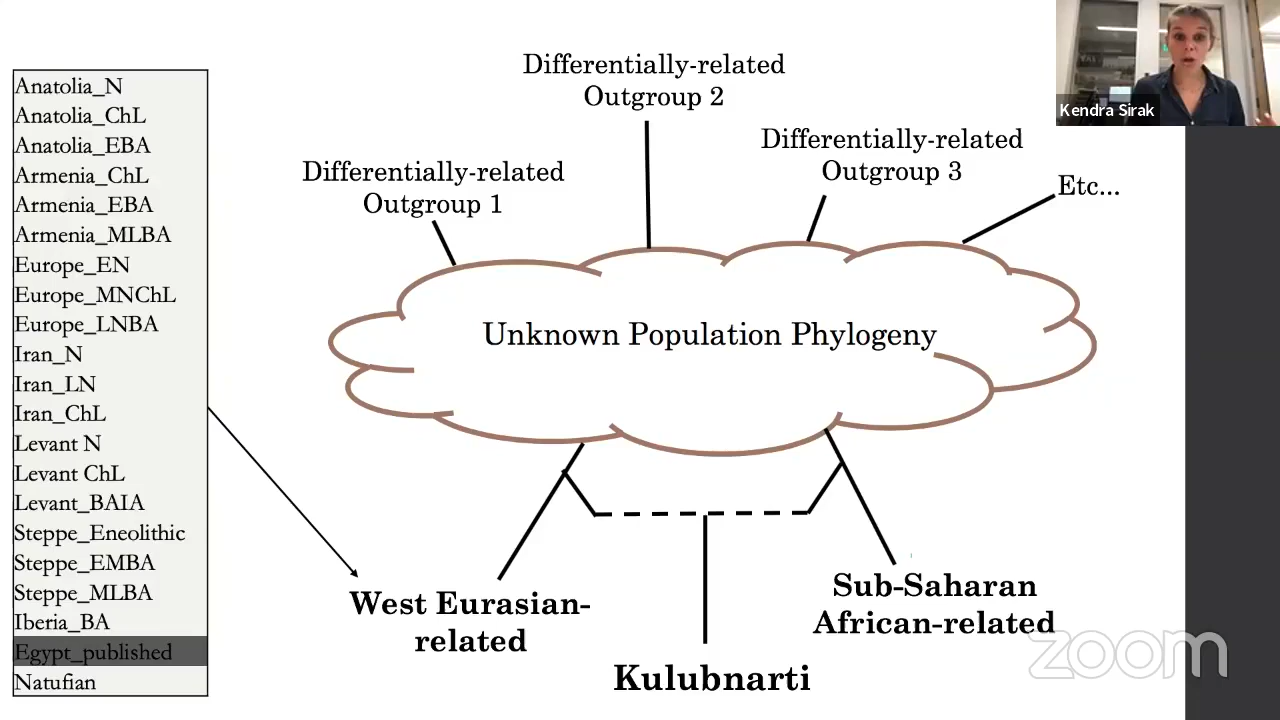 Anatolia_N
Anatolia_ChL
Anatolia_EBA
Armenia_ChL
Armenia_EBA
Armenia_MLBA
Europe_EN
Europe_MNChL
Europe_LNBA
Iran_N
Iran_LN
Iran_ChL
Levant N
Levant ChL
Levant_BAIA
Steppe_Eneolithic
Steppe_EMBA
Steppe_MLBA
Iberia_BA
Egypt_published
Natufian
Differentially-related
Outgroup 1
Differentially-related
Outgroup 2
Differentially-related
Outgroup 3
Etc...
Unknown Population Phylogeny
West Eurasian-
related
Sub-Saharan
African-related
Kulubnarti
Kendra Sirak
zoom